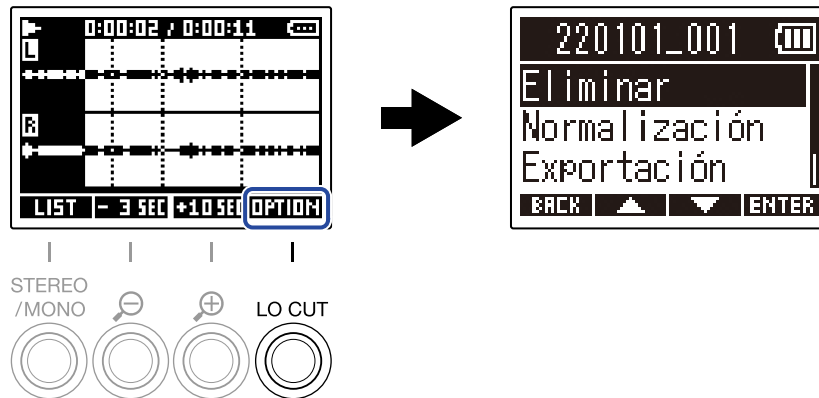 0:00:02 / 0:00:11
L
R
LIST - 3 SEC +10 SEC OPTION
STEREO
/MONO
LO CUT
220101_001
Eliminar
Normalización
Exportación
BACK ENTER